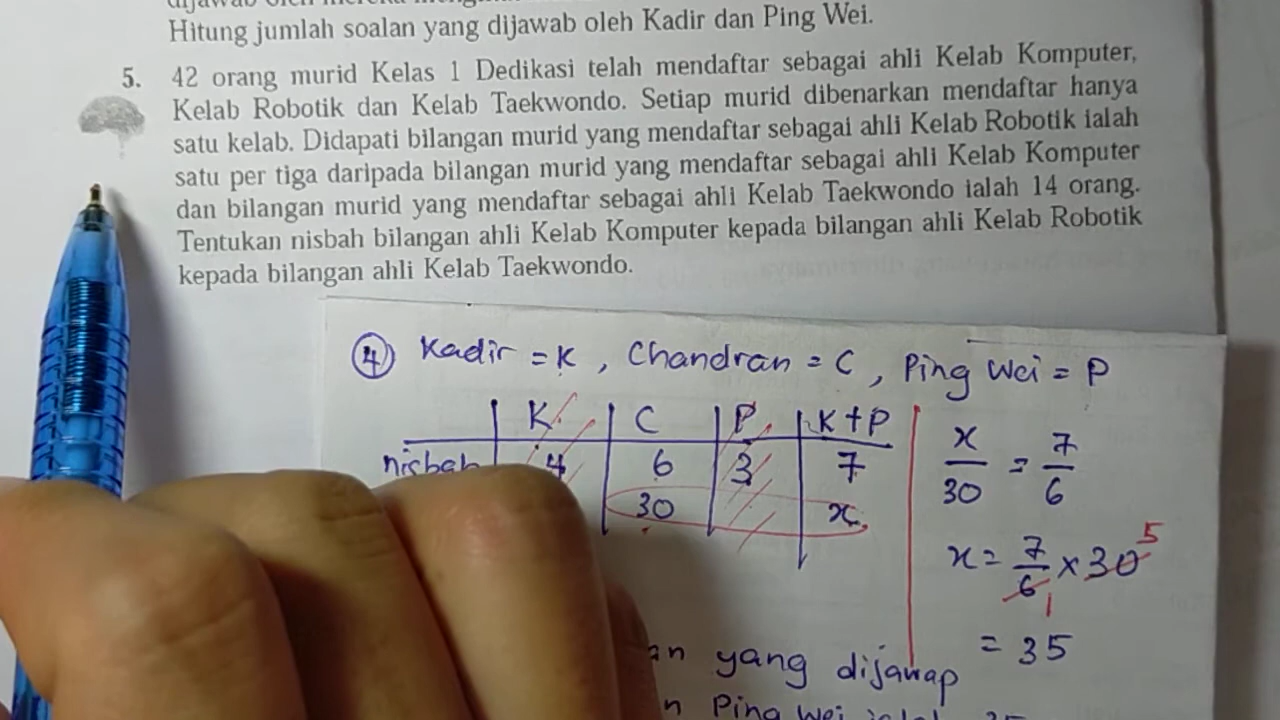 Hitung jumlah soalan yang dijawab oleh Kadir dan Ping Wei.
5. 42 orang murid Kelas 1 Dedikasi telah mendaftar sebagai ahli Kelab Komputer,
Kelab Robotik dan Kelab Taekwondo. Setiap murid dibenarkan mendaftar hanya
satu kelab. Didapati bilangan murid yang mendaftar sebagai ahli Kelab Robotik ialah
satu per tiga daripada bilangan murid yang mendaftar sebagai ahli Kelab Komputer
dan bilangan murid yang mendaftar sebagai ahli Kelab Taekwondo ialah 14 orang.
Tentukan nisbah bilangan ahli Kelab Komputer kepada bilangan ahli Kelab Robotik
kepada bilangan ahli Kelab Taekwondo.
4 Kadir = K, Chandran = C, Ping Wei = P
K C P K+P
nisbah 4 6 3 7
30 x
x/30 = 7/6
x = 7/6 × 30 5
1
= 35
yang dijawap
Ping Wei